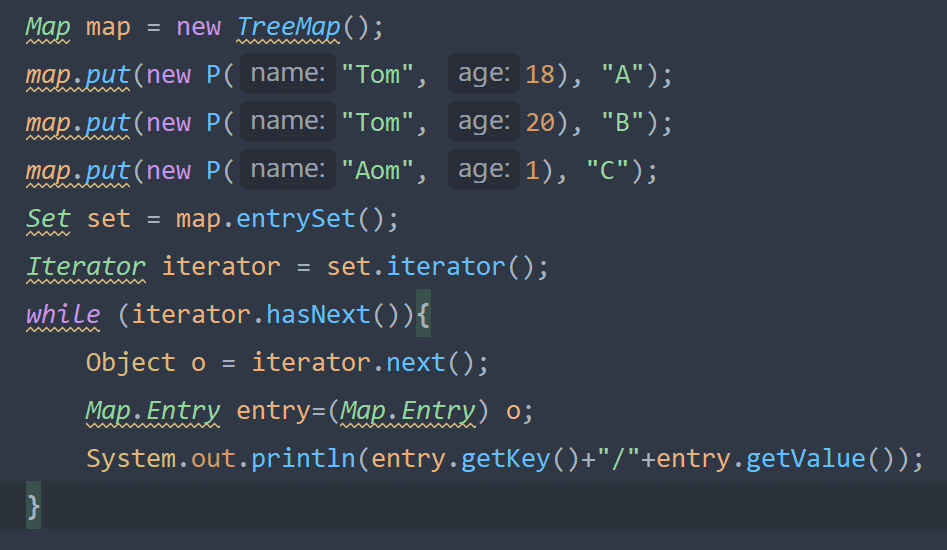 Map map = new TreeMap();
map.put(new P( name: "Tom", age: 18), "A");
map.put(new P( name: "Tom", age: 20), "B");
map.put(new P( name: "Aom", age: 1), "C");
Set set = map.entrySet();
Iterator iterator = set.iterator();
while (iterator.hasNext()){
    Object o = iterator.next();
    Map.Entry entry=(Map.Entry) o;
    System.out.println(entry.getKey()+"/"+entry.getValue());
}